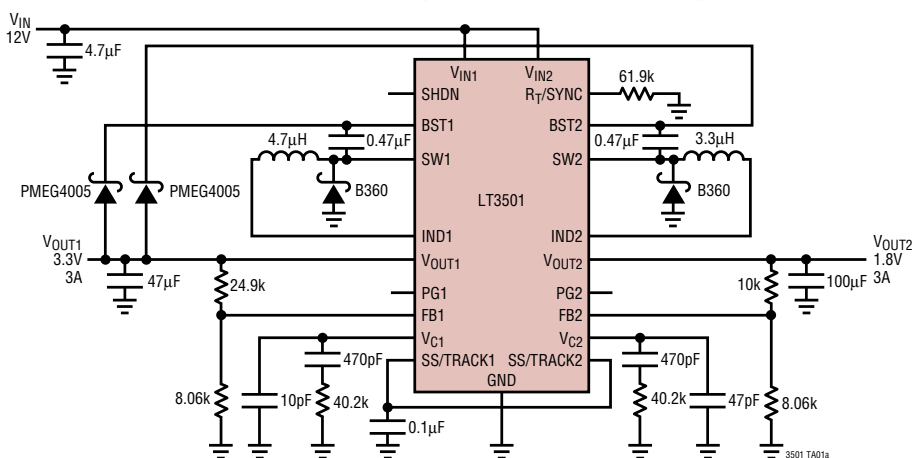 VIN
12V
4.7µF
VIN1
VIN2
SHDN
RT/SYNC
61.9k
BST1
BST2
4.7µH
0.47µF
0.47µF
3.3µH
SW1
SW2
PMEG4005
PMEG4005
B360
B360
LT3501
IND1
IND2
VOUT1
3.3V
3A
VOUT1
VOUT2
VOUT2
1.8V
3A
47µF
24.9k
10k
100µF
PG1
PG2
FB1
FB2
VC1
VC2
470pF
SS/TRACK1
SS/TRACK2
470pF
GND
8.06k
10pF
40.2k
40.2k
47pF
8.06k
0.1µF
3501 TA01a